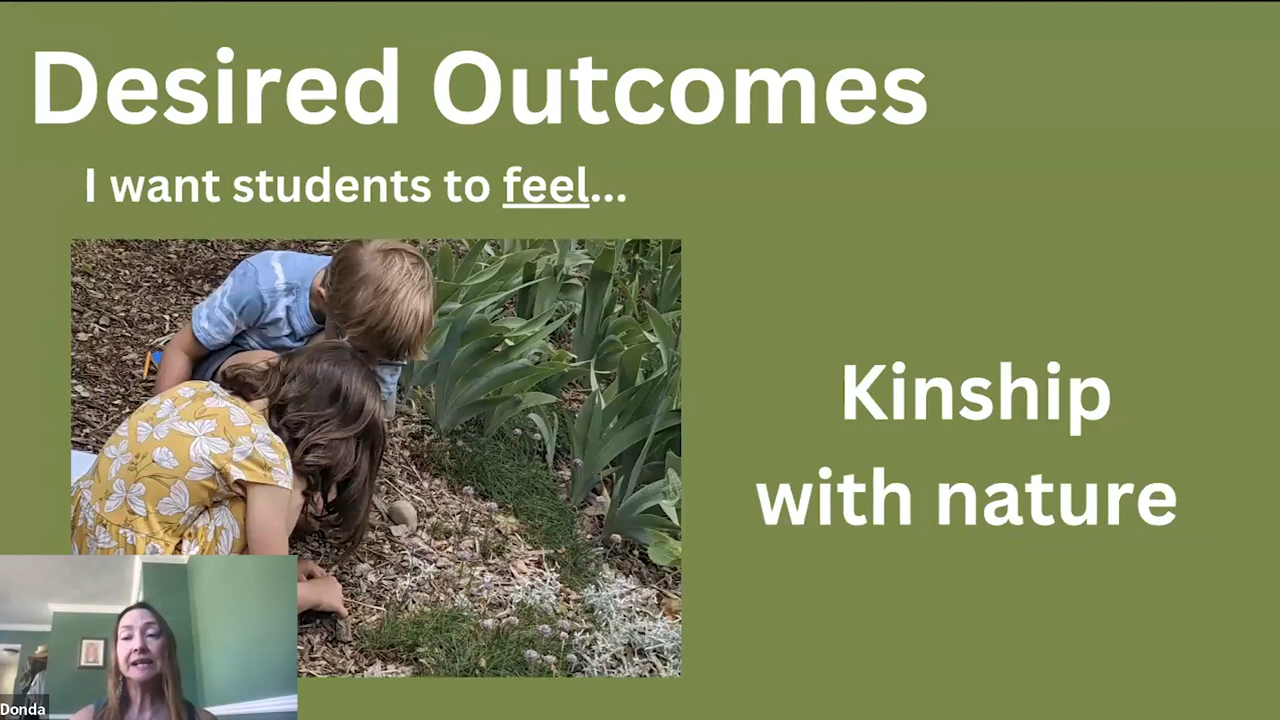 Desired Outcomes
I want students to feel...
Kinship
with nature
Donda